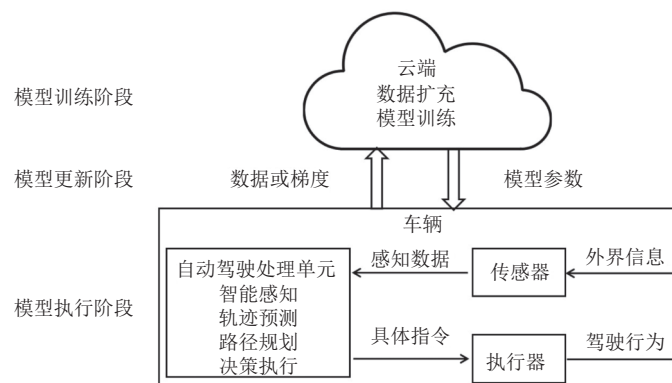 云端
数据扩充
模型训练
模型训练阶段
模型更新阶段
数据或梯度
模型参数
车辆
自动驾驶处理单元
智能感知
轨迹预测
路径规划
决策执行
感知数据
传感器
外界信息
模型执行阶段
具体指令
执行器
驾驶行为